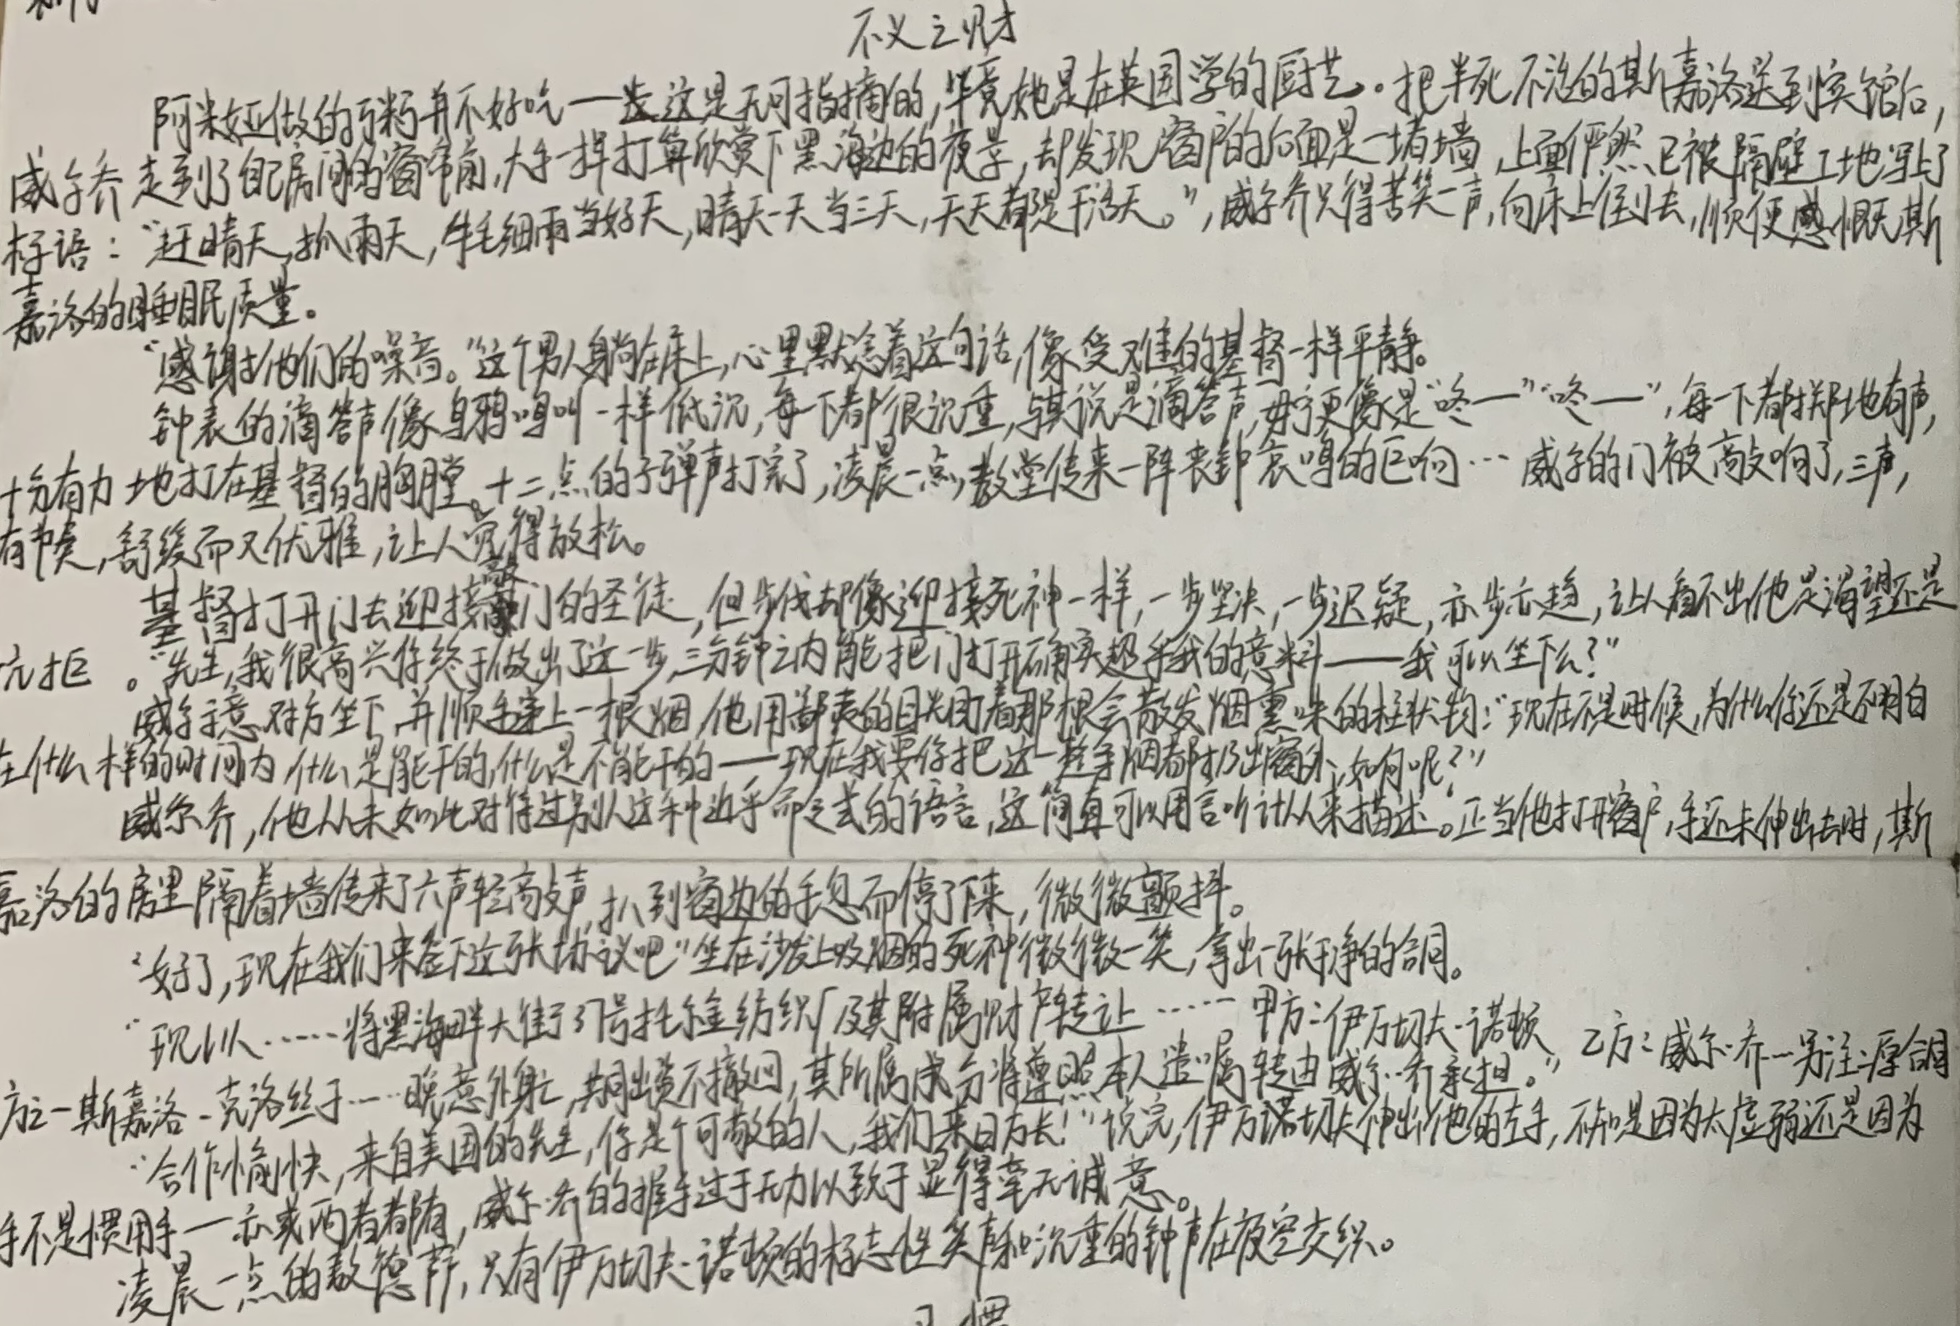 不义之财
阿米娅做的可粥并不好吃——这是无可指摘的,毕竟她是在英国学的厨艺。把半死不活的斯嘉洛送到宾馆后,
威尔·乔走到了自己房间的窗帘前,大手一挥打算欣赏下黑海边的夜景,却发现窗户的后面是一堵墙,上面俨然已被隔壁工地写上了
标语:“赶晴天,抓雨天,牛毛细雨当好天,晴天一天当三天,天天都是干活天。”,威尔·乔只得苦笑一声,向床上倒去,顺便感慨斯
嘉洛的睡眠质量。
“感谢他们的噪音。”这个男人躺在床上,心里默念着这句话,像受难的基督一样平静。
钟表的滴答声像乌鸦鸣叫一样低沉,每下都很沉重,与其说是滴答声,毋宁更像是“咚—”“咚—”,每一下都掷地有声,
十分有力地打在基督的胸膛。十二点的子弹声打完了,凌晨一点,教堂传来一阵丧钟哀鸣的巨响…威尔的门被敲响了,三声,
有节奏,舒缓而又优雅,让人觉得放松。
基督打开门去迎接敲门的圣徒,但步伐却像迎接死神一样,一步坚决,一步迟疑,亦步亦趋,让人看不出他是渴望还是
抗拒。“先生,我很高兴你终于做出了这一步,三分钟之内能把门打开确实超乎我的意料——我可以坐下么?”
威尔示意对方坐下,并顺手递上一根烟,他用鄙夷的目光盯着那根会散发烟熏味的柱状物:“现在不是时候,为什么你还是不明白
在什么样的时间内,什么是能干的,什么是不能干的——现在我要你把这一整条烟都扔出窗外,如何呢?”
威尔·乔,他从未如此对待过别人这种近乎命令式的语言,这简直可以用言听计从来描述。正当他打开窗户,手还未伸出去时,斯
嘉洛的房里隔着墙传来了六声轻敲声,扒到窗边的手忽而停了下来,微微颤抖。
“好了,现在我们来签下这张协议吧”坐在沙发上吸烟的死神微微一笑,拿出一张干净的合同。
“现以……将黑海畔大街37号托尔金纺织厂及其附属财产转让……甲方:伊万切夫·诺顿 乙方:威尔·乔…另注:原合同
方之一斯嘉洛-克洛丝于……晚意外身亡,共同出资不撤回,其所属成分将遵照本人遗嘱转由威尔·乔承担。”
“合作愉快,来自美国的先生,你是个可敬的人,我们来日方长!”说完,伊万诺切夫伸出他的左手,不知是因为太虚弱还是因为
手不是惯用手——亦或两者都有,威尔·乔的握手过于无力以致于显得毫无诚意。
凌晨一点的敖德萨,只有伊万切夫·诺顿的标志性笑声和沉重的钟声在夜空交织。